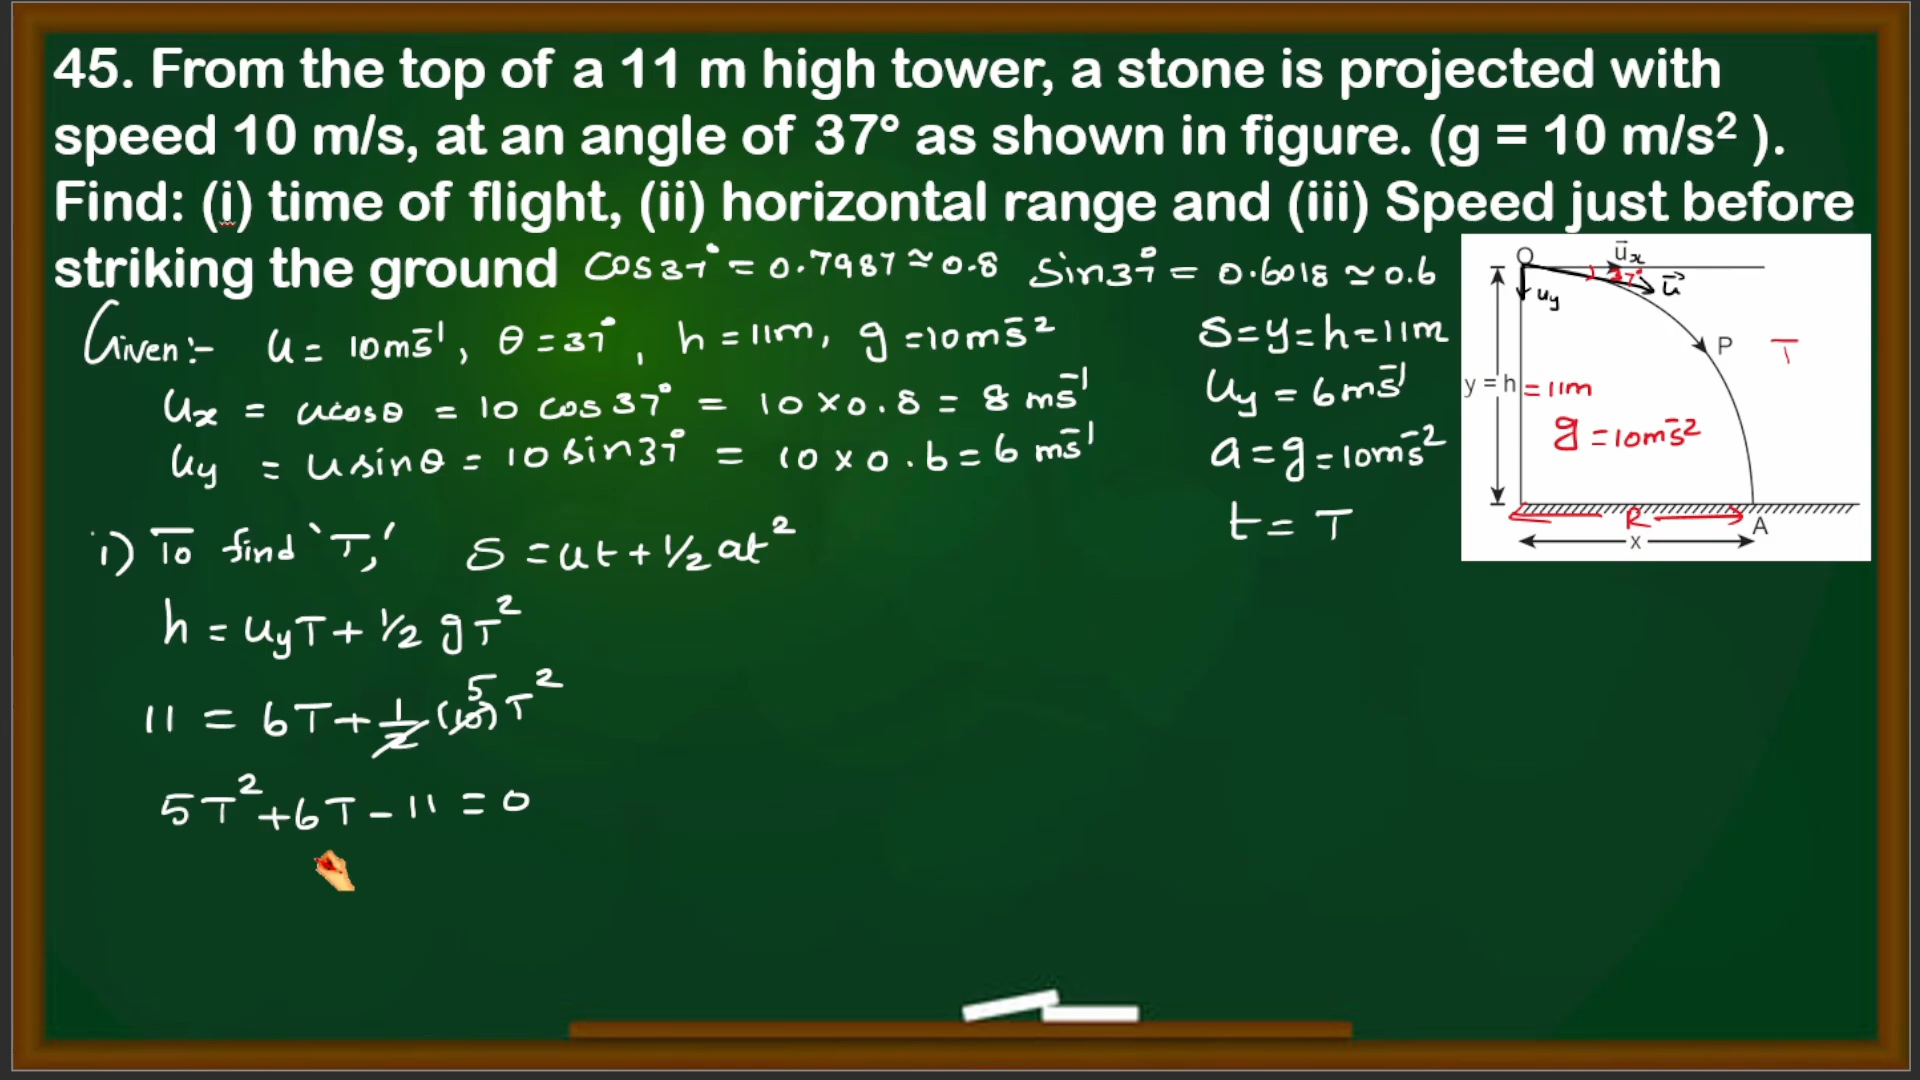 45. From the top of a 11 m high tower, a stone is projected with
speed 10 m/s, at an angle of 37° as shown in figure. (g = 10 m/s² ).
Find: (i) time of flight, (ii) horizontal range and (iii) Speed just before
striking the ground cos37° = 0.7987 ≈ 0.8 sin37° = 0.6018 ≈ 0.6
Given:- u = 10ms⁻¹, θ = 37°, h = 11m, g = 10ms⁻²
ux = ucosθ = 10 cos37° = 10 x 0.8 = 8 ms⁻¹
uy = usinθ = 10 sin37° = 10 x 0.6 = 6 ms⁻¹
i) To find 'T,' S = ut + 1/2 at²
h = uyT + 1/2 gT²
11 = 6T + 1/2 (10) 5 T²
5T² + 6T - 11 = 0
S = y = h = 11m
uy = 6ms⁻¹
a = g = 10ms⁻²
t = T
O u⃗x
37° u⃗
uy
P T
y = h = 11m
g = 10ms⁻²
R
A
x